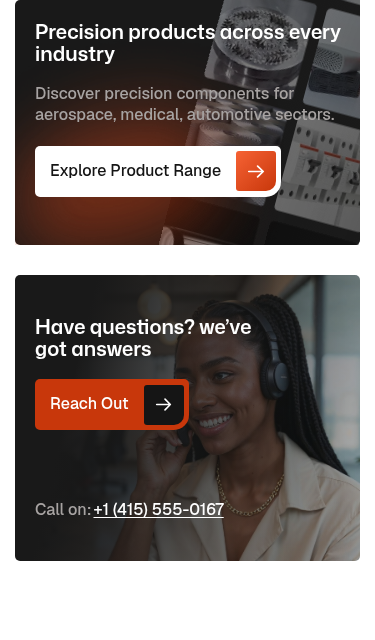 Precision products across every
industry
Discover precision components for
aerospace, medical, automotive sectors.
Explore Product Range
Have questions? we’ve
got answers
Reach Out
Call on: +1 (415) 555-0167